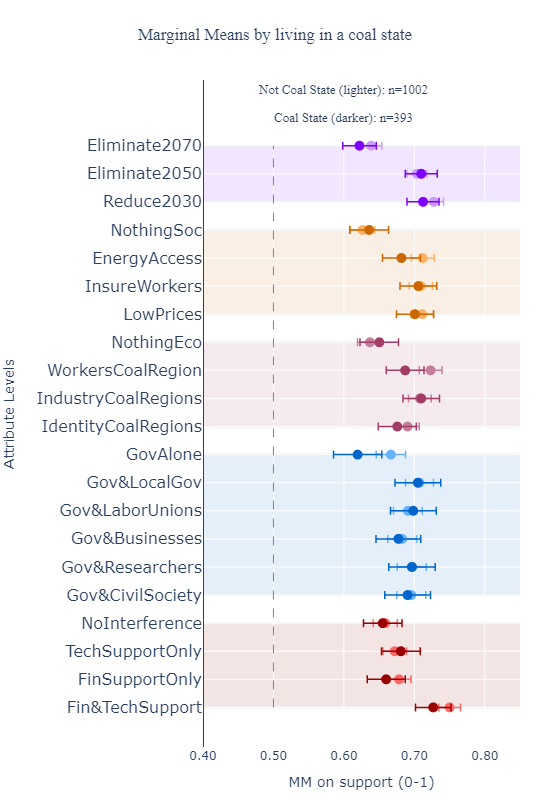 Marginal Means by living in a coal state
Not Coal State (lighter): n=1002
Coal State (darker): n=393
Eliminate2070
Eliminate2050
Reduce2030
NothingSoc
EnergyAccess
InsureWorkers
LowPrices
NothingEco
WorkersCoalRegion
IndustryCoalRegions
IdentityCoalRegions
GovAlone
Gov&LocalGov
Gov&LaborUnions
Gov&Businesses
Gov&Researchers
Gov&CivilSociety
NoInterference
TechSupportOnly
FinSupportOnly
Fin&TechSupport
Attribute Levels
0.40 0.50 0.60 0.70 0.80
MM on support (0-1)